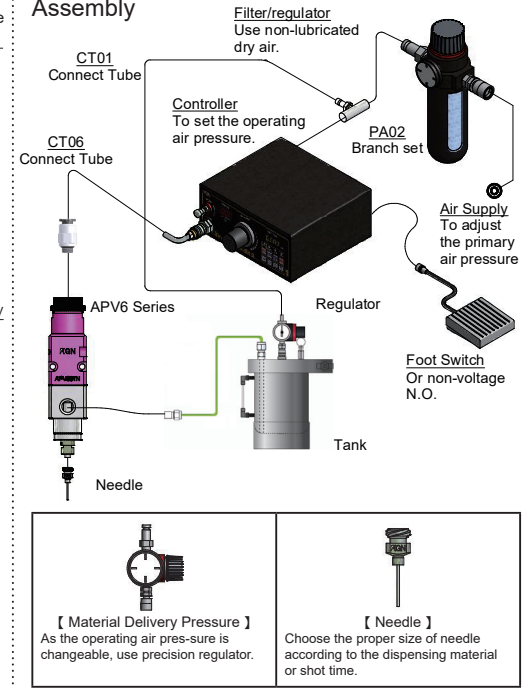 Assembly
Filter/regulator
Use non-lubricated
dry air.
CT01
Connect Tube
Controller
To set the operating
air pressure.
PA02
Branch set
CT06
Connect Tube
Air Supply
To adjust
the primary
air pressure
APV6 Series
Regulator
Foot Switch
Or non-voltage
N.O.
Tank
Needle
【 Material Delivery Pressure 】
As the operating air pres-sure is
changeable, use precision regulator.
【 Needle 】
Choose the proper size of needle
according to the dispensing material
or shot time.